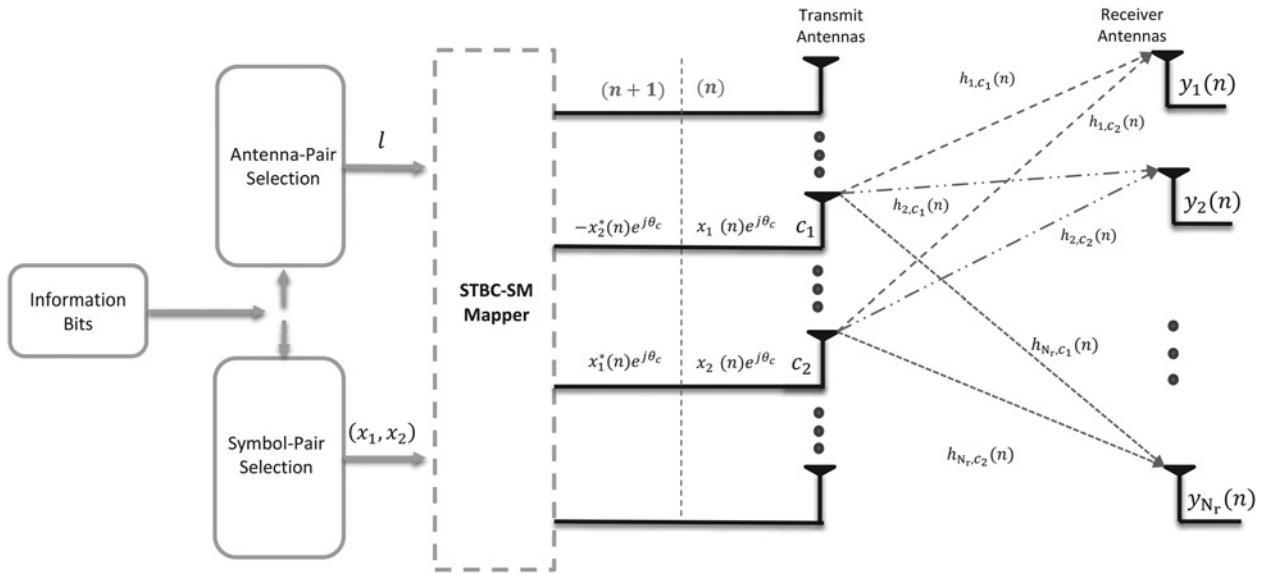 Transmit
Antennas
Receiver
Antennas
(n + 1)
(n)
h_{1,c_1}(n)
y_1(n)
h_{1,c_2}(n)
Antenna-Pair
Selection
l
-x_2^*(n)e^{jθ_c}
x_1 (n)e^{jθ_c}
c_1
h_{2,c_1}(n)
y_2(n)
h_{2,c_2}(n)
Information
Bits
STBC-SM
Mapper
x_1^*(n)e^{jθ_c}
x_2 (n)e^{jθ_c}
c_2
h_{N_r,c_1}(n)
Symbol-Pair
Selection
(x_1, x_2)
h_{N_r,c_2}(n)
y_{N_r}(n)